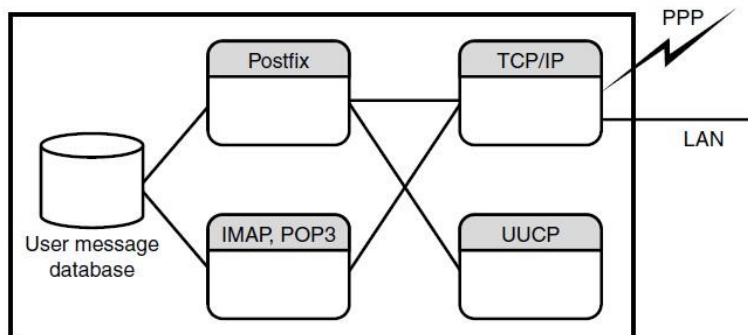 PPP
Postfix
TCP/IP
LAN
User message
database
IMAP, POP3
UUCP